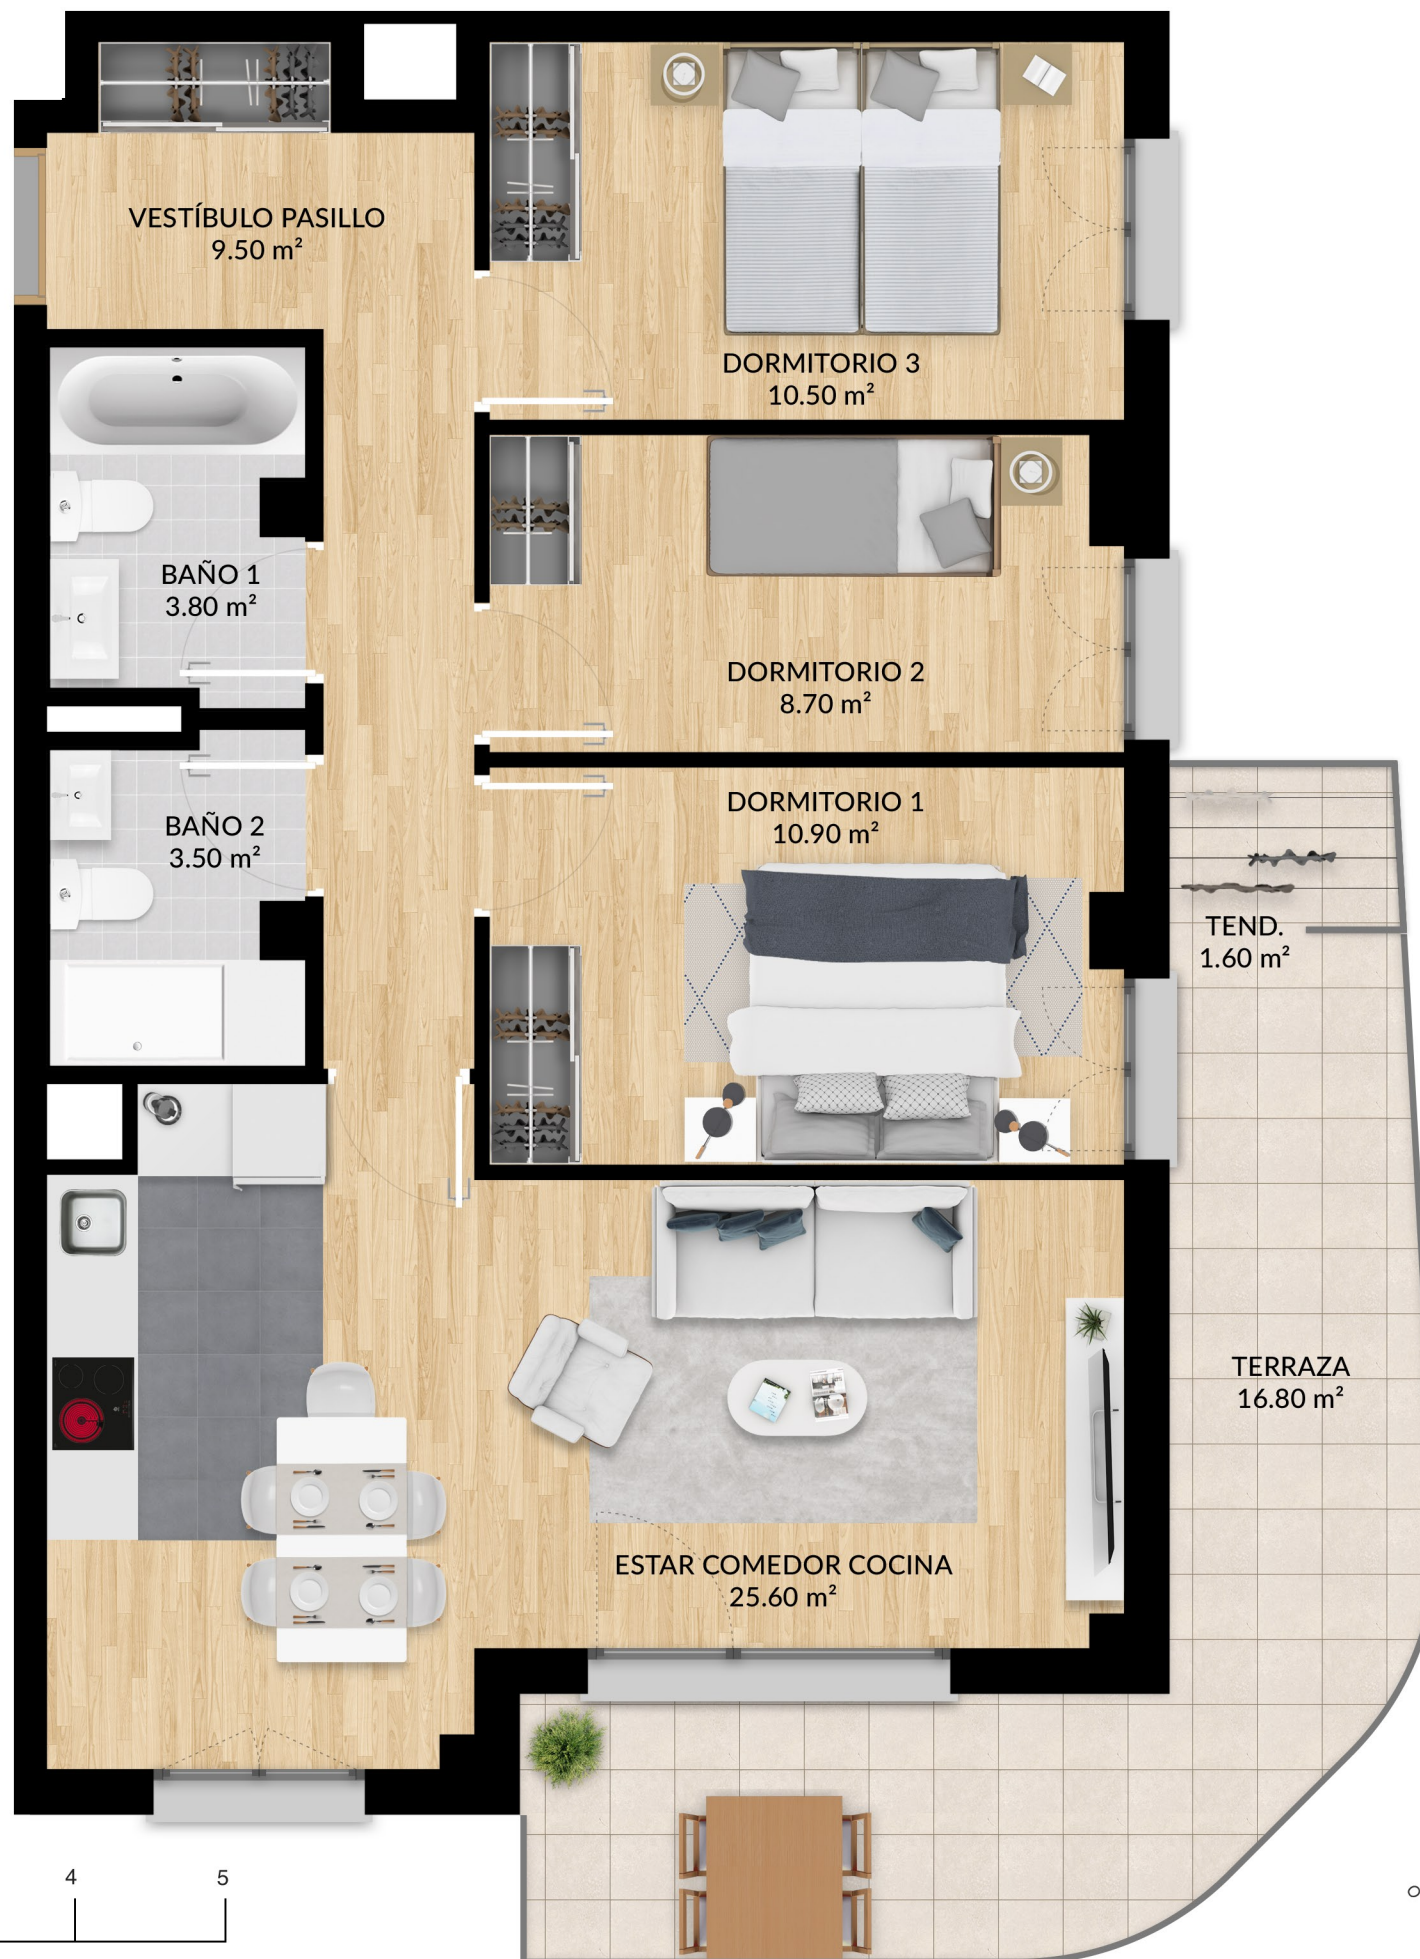 VESTÍBULO PASILLO
9.50 m²
DORMITORIO 3
10.50 m²
BAÑO 1
3.80 m²
DORMITORIO 2
8.70 m²
DORMITORIO 1
10.90 m²
BAÑO 2
3.50 m²
TEND.
1.60 m²
TERRAZA
16.80 m²
ESTAR COMEDOR COCINA
25.60 m²
4 5